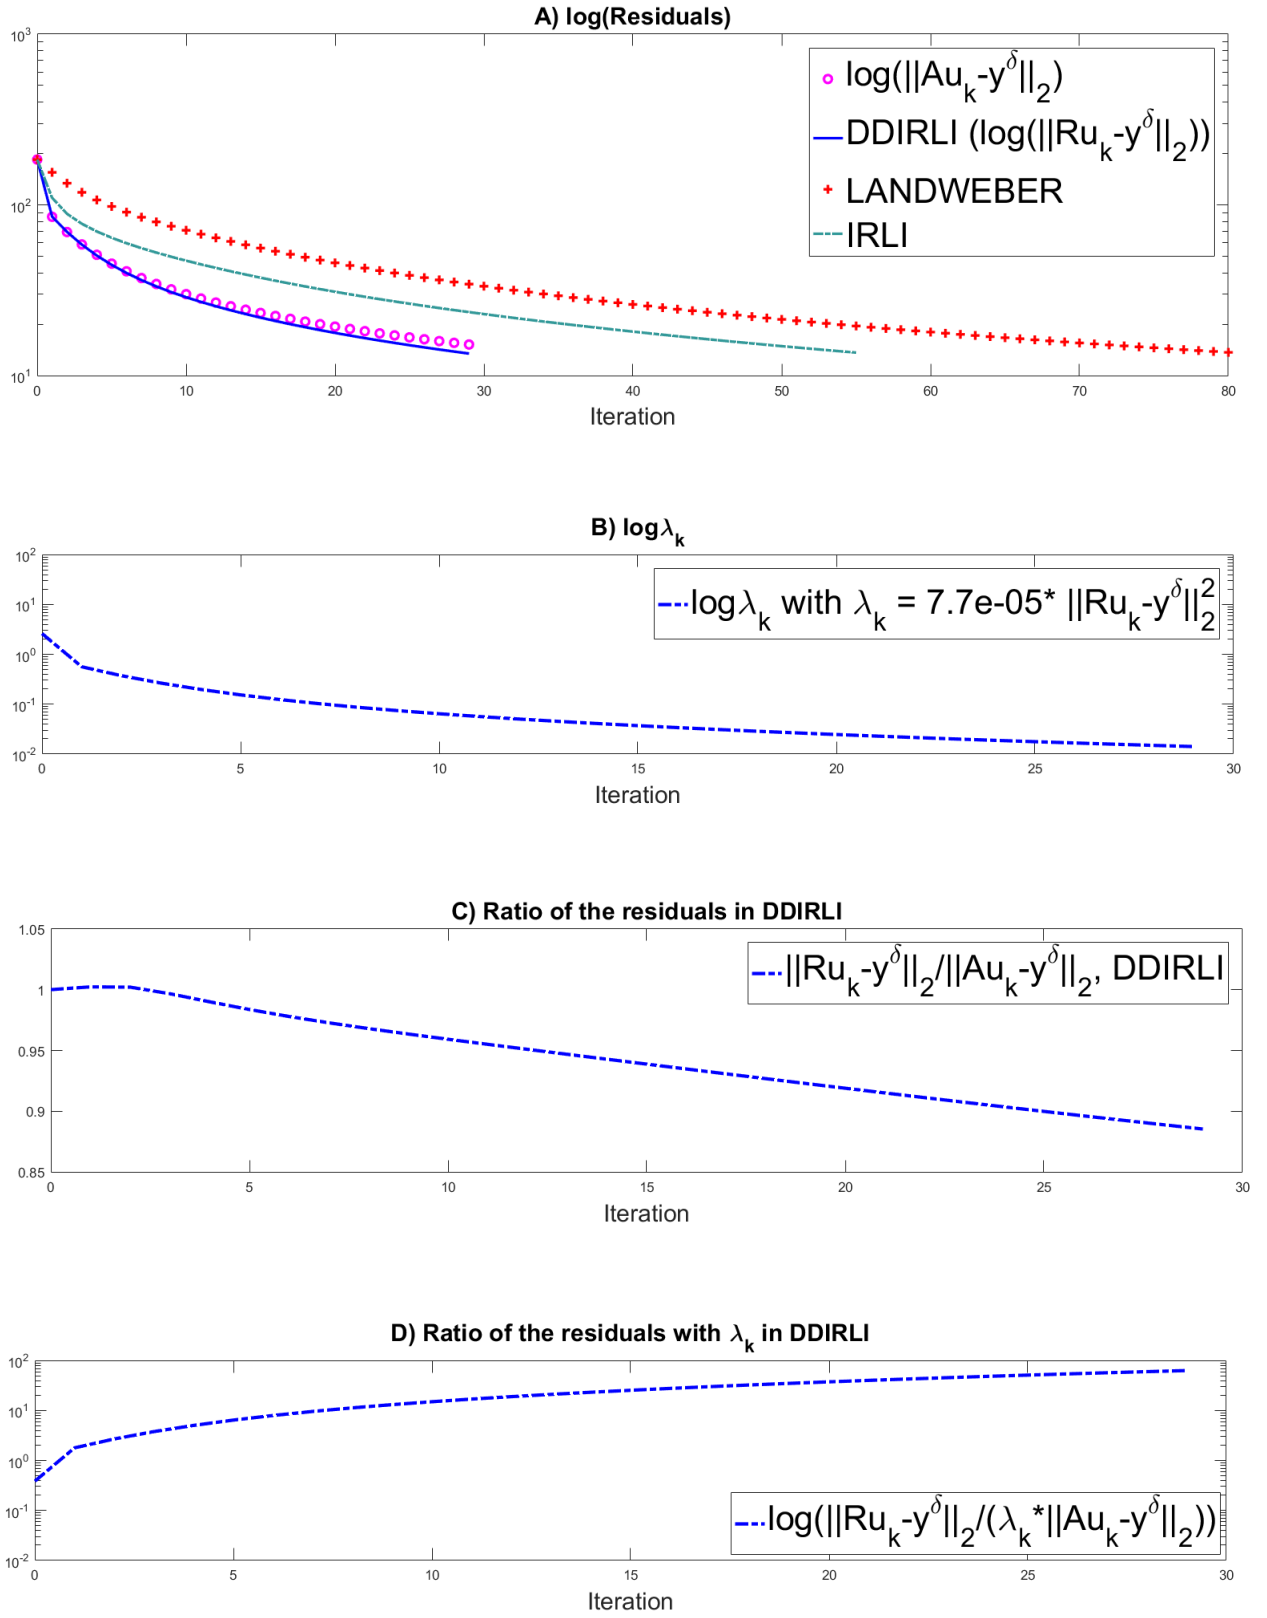 A) log(Residuals)
10^3
10^2
10^1
log(||Au_k-y^δ||_2)
DDIRLI (log(||Ru_k-y^δ||_2))
LANDWEBER
IRLI
0 10 20 30 40 50 60 70 80
Iteration
B) logλ_k
10^2
10^1
10^0
10^-1
10^-2
logλ_k with λ_k = 7.7e-05* ||Ru_k-y^δ||_2^2
0 5 10 15 20 25 30
Iteration
C) Ratio of the residuals in DDIRLI
1.05
1
0.95
0.9
0.85
||Ru_k-y^δ||_2/||Au_k-y^δ||_2, DDIRLI
0 5 10 15 20 25 30
Iteration
D) Ratio of the residuals with λ_k in DDIRLI
10^2
10^1
10^0
10^-1
10^-2
log(||Ru_k-y^δ||_2/(λ_k*||Au_k-y^δ||_2))
0 5 10 15 20 25 30
Iteration